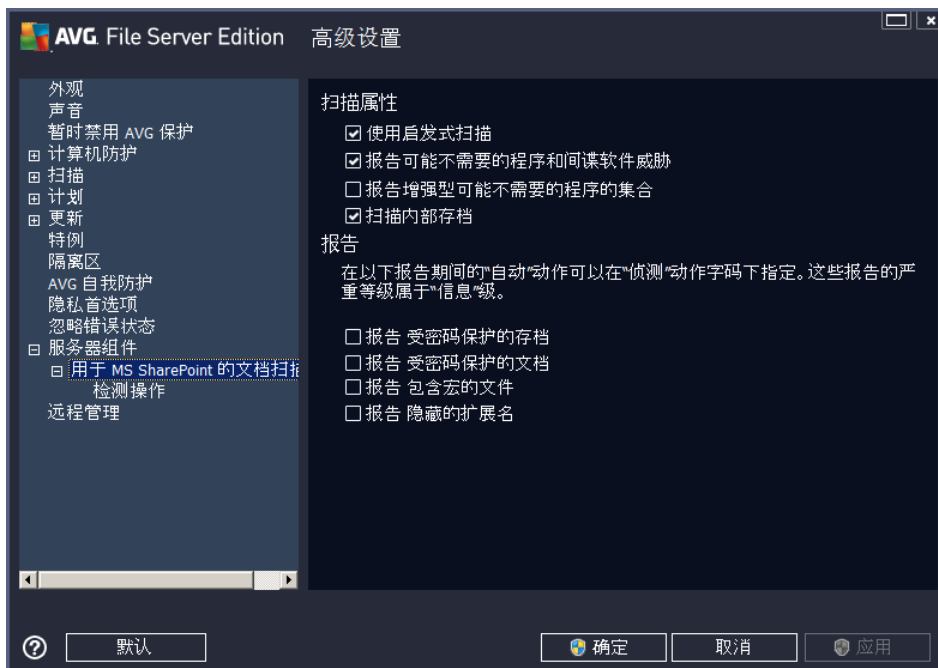 AVG. File Server Edition 高级设置
外观
声音
暂时禁用 AVG 保护
计算机防护
扫描
计划
更新
特例
隔离区
AVG 自我防护
隐私首选项
忽略错误状态
服务器组件
用于 MS SharePoint 的文档扫描
检测操作
远程管理
扫描属性
使用启发式扫描
报告可能不需要的程序和间谍软件威胁
报告增强型可能不需要的程序的集合
扫描内部存档
报告
在以下报告期间的“自动”动作可以在“侦测”动作字码下指定。这些报告的严
重等级属于“信息”级。
报告 受密码保护的存档
报告 受密码保护的文档
报告 包含宏的文件
报告 隐藏的扩展名
默认
确定
取消
应用